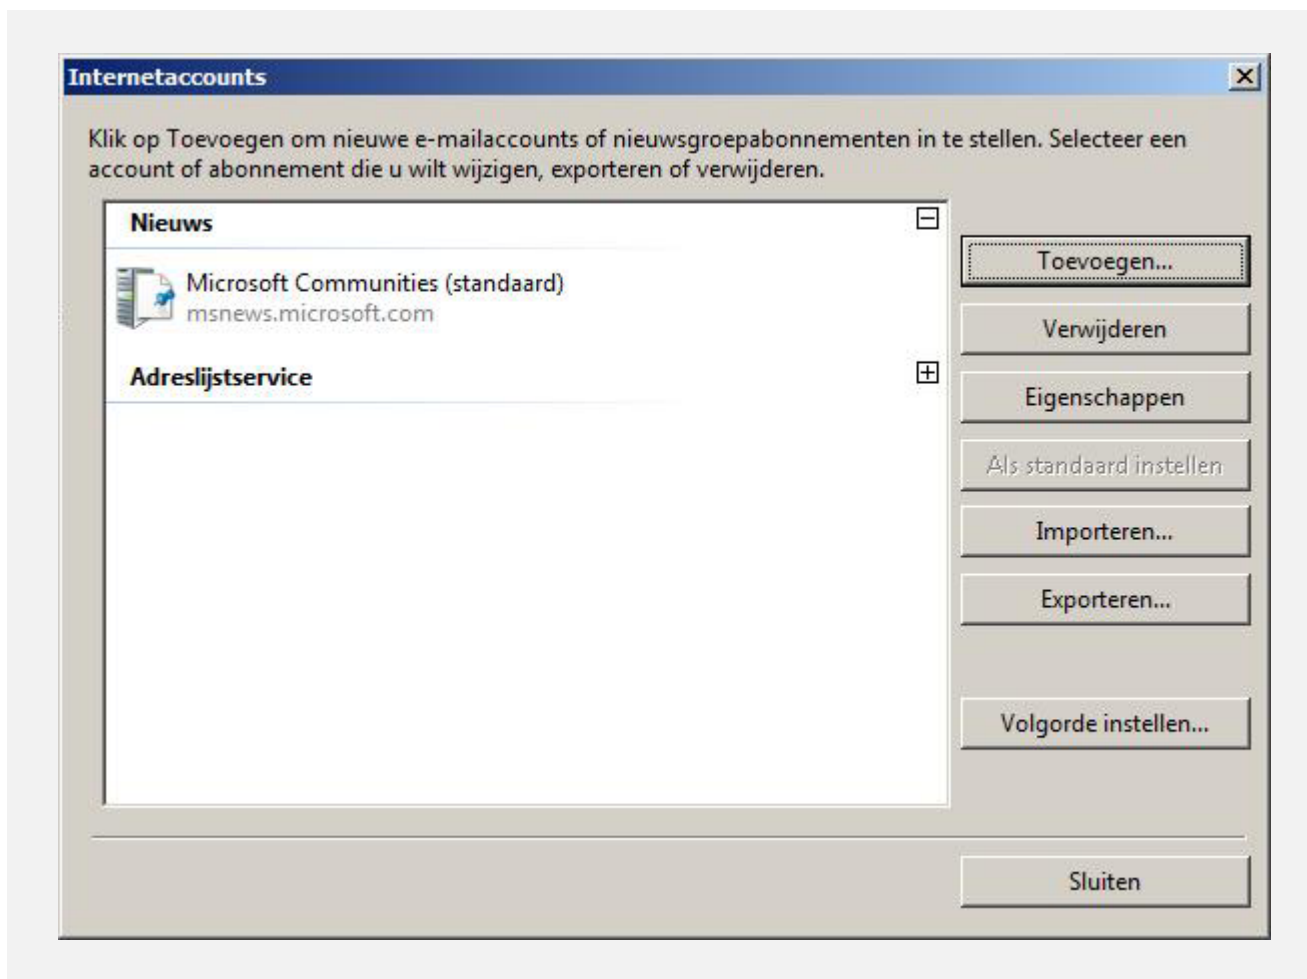 Internetaccounts
Klik op Toevoegen om nieuwe e-mailaccounts of nieuwsgroepabonnementen in te stellen. Selecteer een
account of abonnement die u wilt wijzigen, exporteren of verwijderen.
Nieuws
Microsoft Communities (standaard)
msnews.microsoft.com
Adreslijstservice
Toevoegen...
Verwijderen
Eigenschappen
Als standaard instellen
Importeren...
Exporteren...
Volgorde instellen...
Sluiten